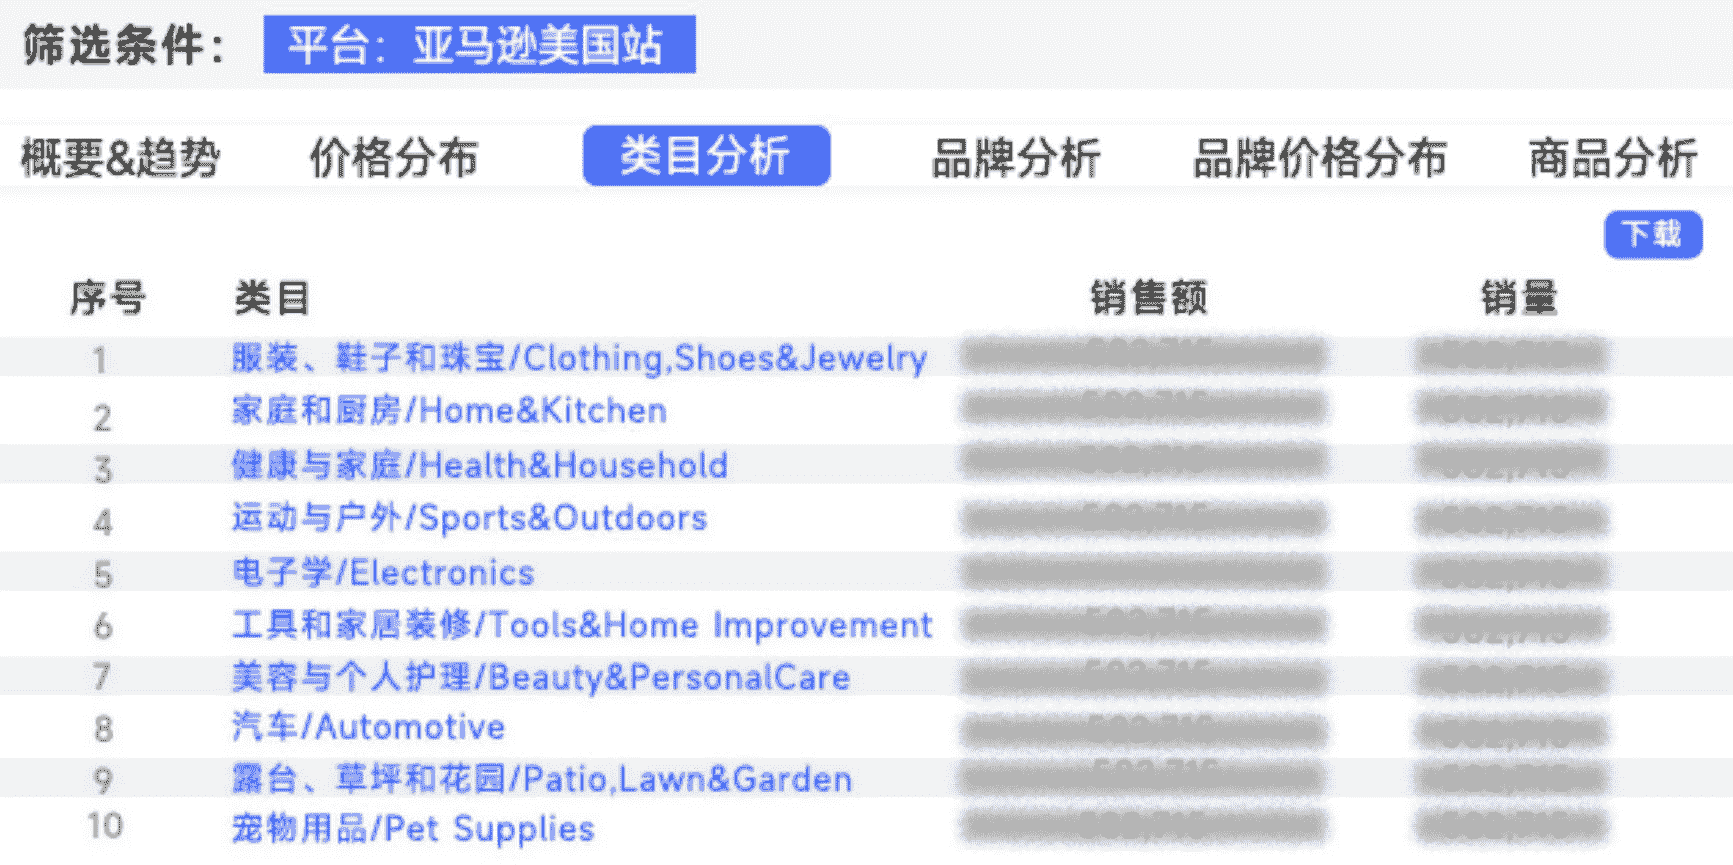 筛选条件： 平台：亚马逊美国站
概要&趋势 价格分布 类目分析 品牌分析 品牌价格分布 商品分析
下载
序号 类目 销售额 销量
1 服装、鞋子和珠宝/Clothing,Shoes&Jewelry
2 家庭和厨房/Home&Kitchen
3 健康与家庭/Health&Household
4 运动与户外/Sports&Outdoors
5 电子学/Electronics
6 工具和家居装修/Tools&Home Improvement
7 美容与个人护理/Beauty&PersonalCare
8 汽车/Automotive
9 露台、草坪和花园/Patio,Lawn&Garden
10 宠物用品/Pet Supplies